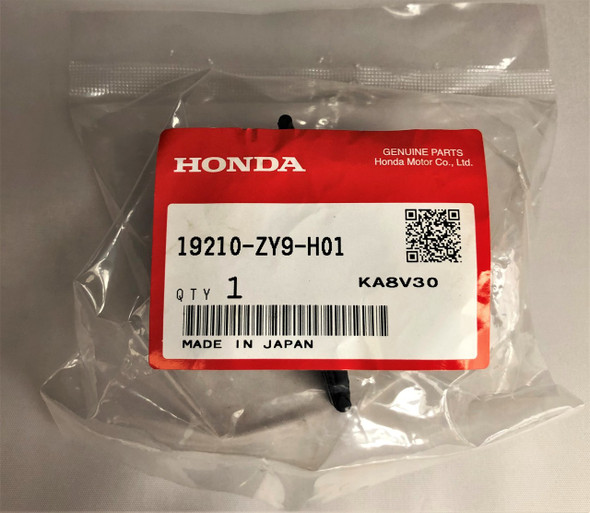 GENUINE PARTS
HONDA
Honda Motor Co., Ltd.
19210-ZY9-H01
KA8V30
QTY 1
MADE IN JAPAN